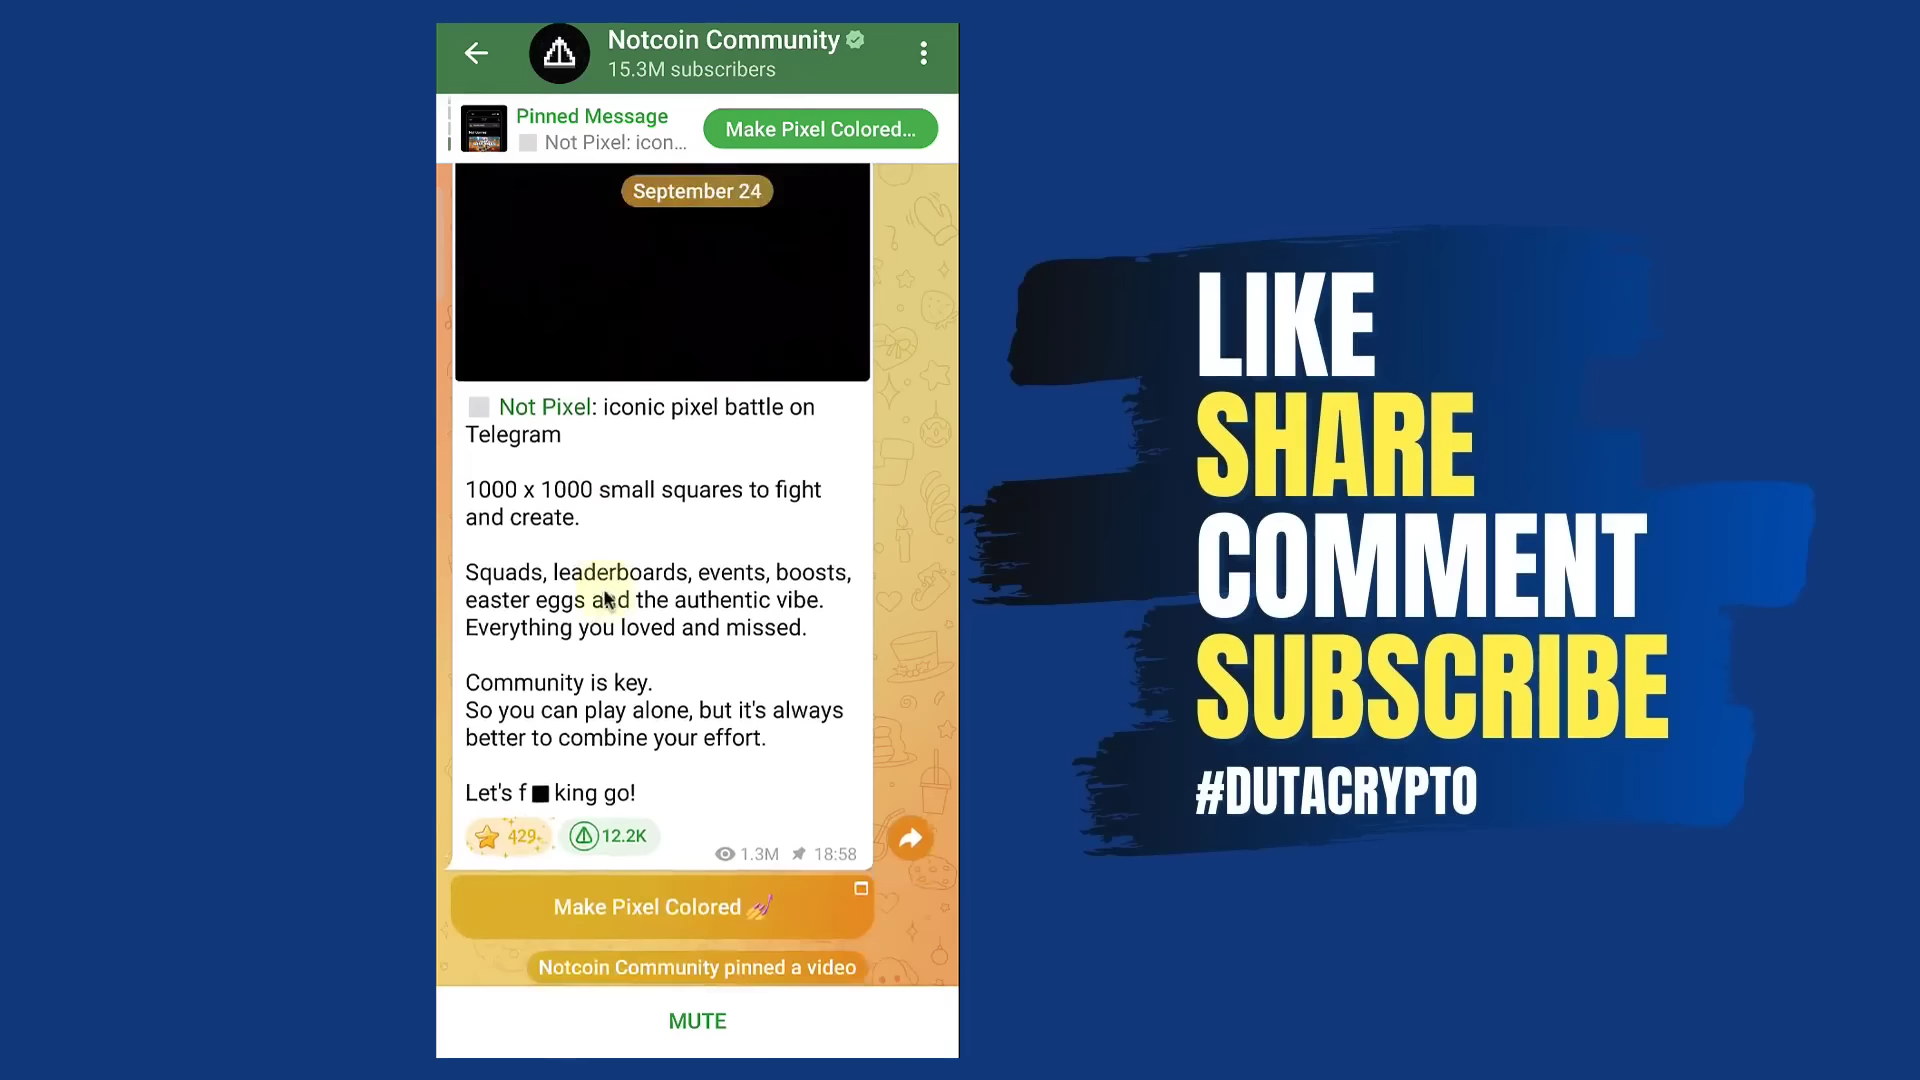 Notcoin Community
15.3M subscribers
Pinned Message
Not Pixel: icon...
Make Pixel Colored...
September 24
Not Pixel: iconic pixel battle on
Telegram
1000 x 1000 small squares to fight
and create.
Squads, leaderboards, events, boosts,
easter eggs and the authentic vibe.
Everything you loved and missed.
Community is key.
So you can play alone, but it's always
better to combine your effort.
Let's f■king go!
429
12.2K
1.3M 18:58
Make Pixel Colored 💅
Notcoin Community pinned a video
MUTE
LIKE
SHARE
COMMENT
SUBSCRIBE
#DUTACRYPTO